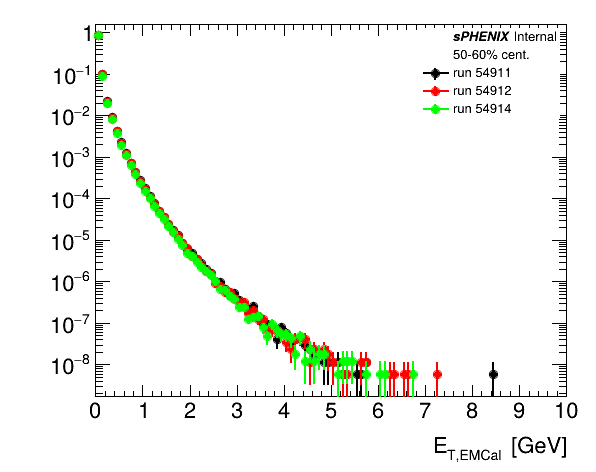 sPHENIX Internal
50-60% cent.
run 54911
run 54912
run 54914
1
10⁻¹
10⁻²
10⁻³
10⁻⁴
10⁻⁵
10⁻⁶
10⁻⁷
10⁻⁸
0 1 2 3 4 5 6 7 8 9 10
E_T,EMCal [GeV]